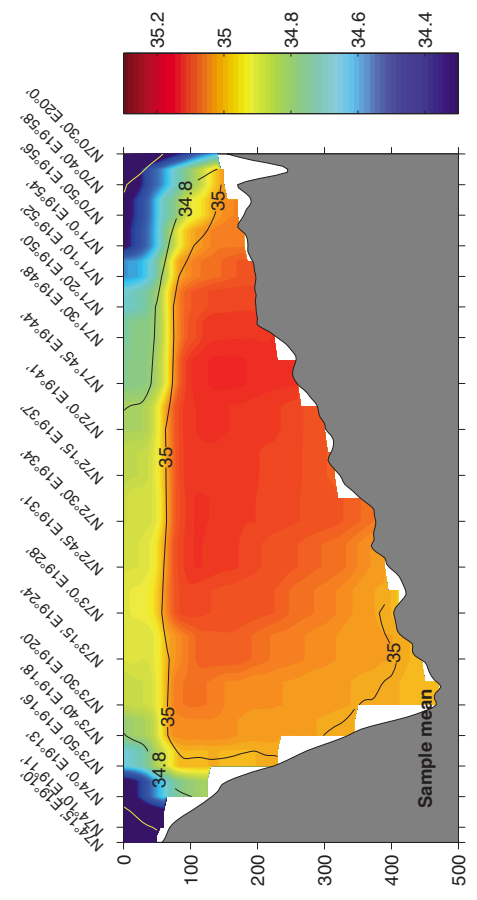 35.2
35
34.8
34.6
34.4
N74°15' E19°10'
N74°10' E19°11'
N74°0' E19°13'
N73°50' E19°16'
N73°40' E19°18'
N73°30' E19°20'
N73°15' E19°24'
N73°0' E19°28'
N72°45' E19°31'
N72°30' E19°34'
N72°15' E19°37'
N72°0' E19°41'
N71°45' E19°44'
N71°30' E19°48'
N71°20' E19°50'
N71°10' E19°52'
N71°0' E19°54'
N70°50' E19°56'
N70°40' E19°58'
N70°30' E20°0'
0
100
200
300
400
500
34.8
35
35
34.8
35
35
Sample mean